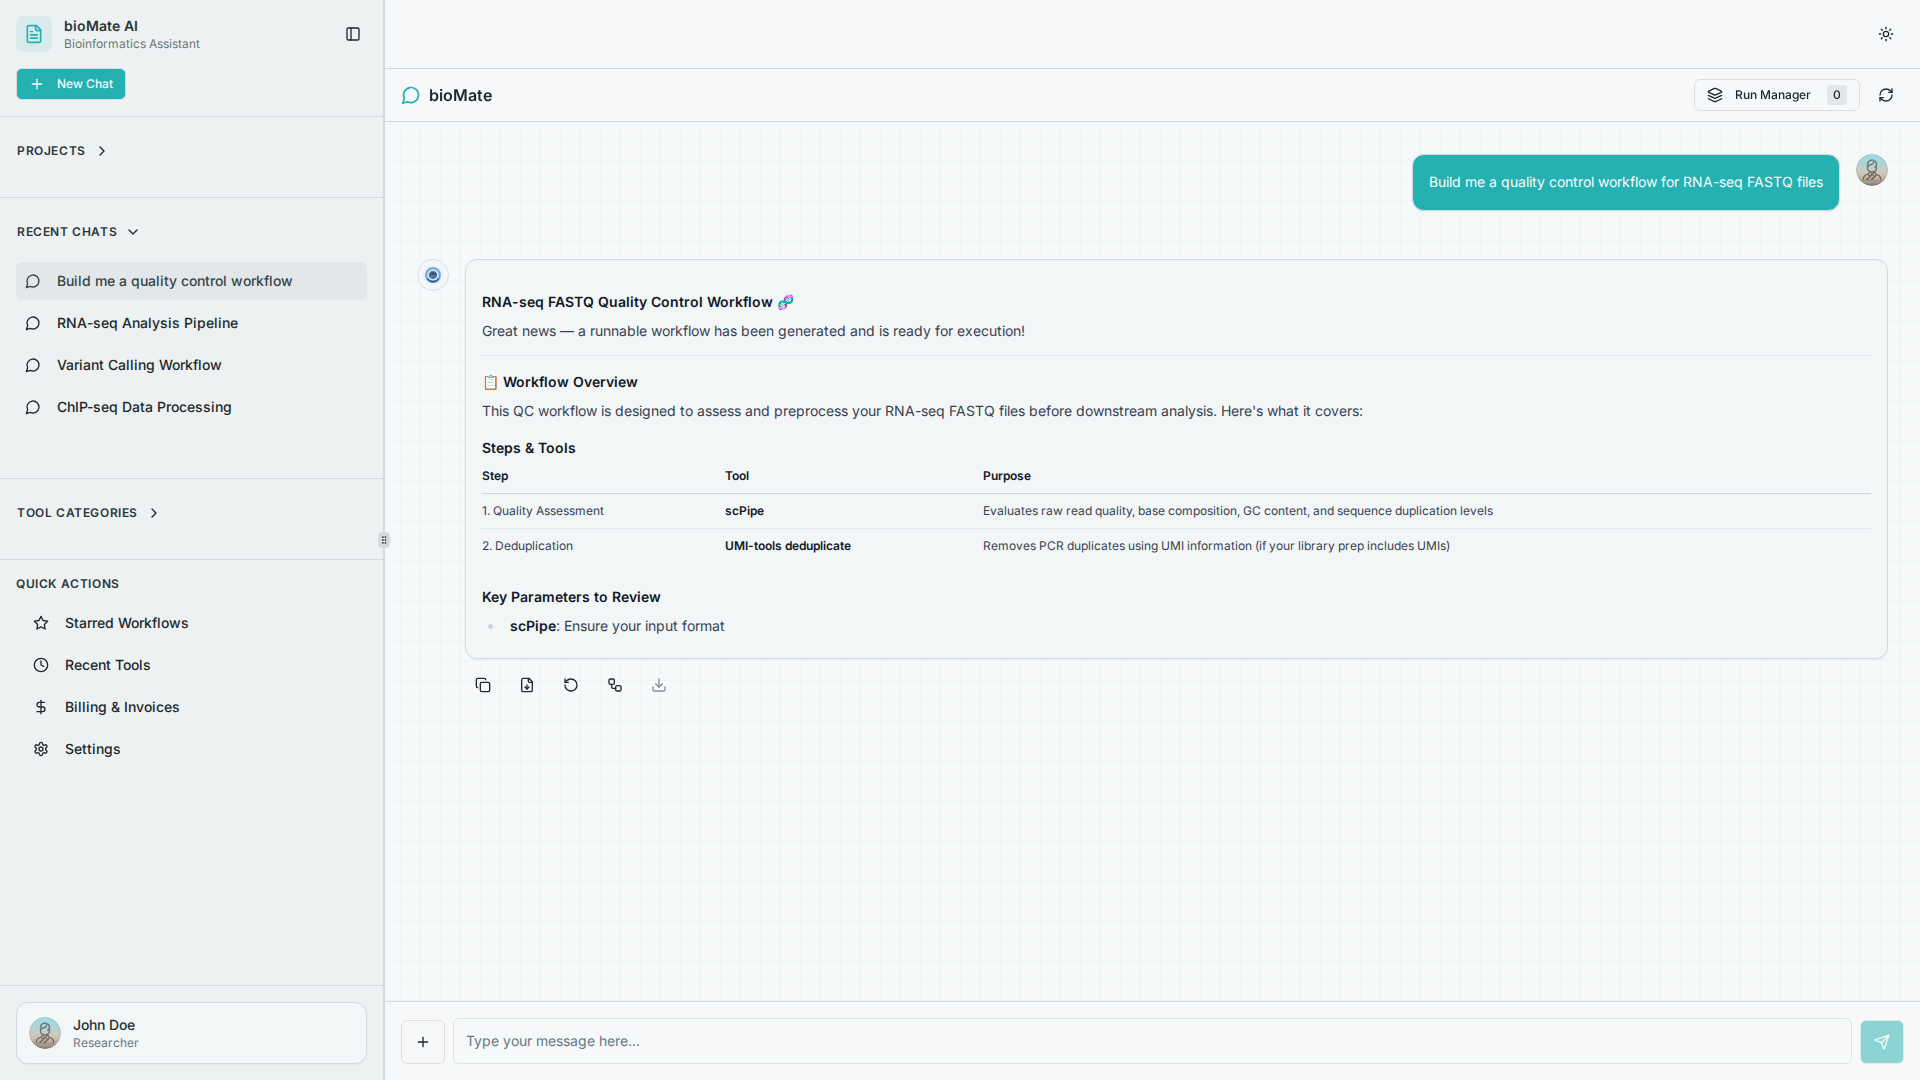 bioMate AI
Bioinformatics Assistant
New Chat
PROJECTS
RECENT CHATS
Build me a quality control workflow
RNA-seq Analysis Pipeline
Variant Calling Workflow
ChIP-seq Data Processing
TOOL CATEGORIES
QUICK ACTIONS
Starred Workflows
Recent Tools
Billing & Invoices
Settings
John Doe
Researcher
bioMate
Run Manager 0
Build me a quality control workflow for RNA-seq FASTQ files
RNA-seq FASTQ Quality Control Workflow 🧬
Great news — a runnable workflow has been generated and is ready for execution!
📋 Workflow Overview
This QC workflow is designed to assess and preprocess your RNA-seq FASTQ files before downstream analysis. Here's what it covers:
Steps & Tools
Step Tool Purpose
1. Quality Assessment scPipe Evaluates raw read quality, base composition, GC content, and sequence duplication levels
2. Deduplication UMI-tools deduplicate Removes PCR duplicates using UMI information (if your library prep includes UMIs)
Key Parameters to Review
• scPipe: Ensure your input format
Type your message here...